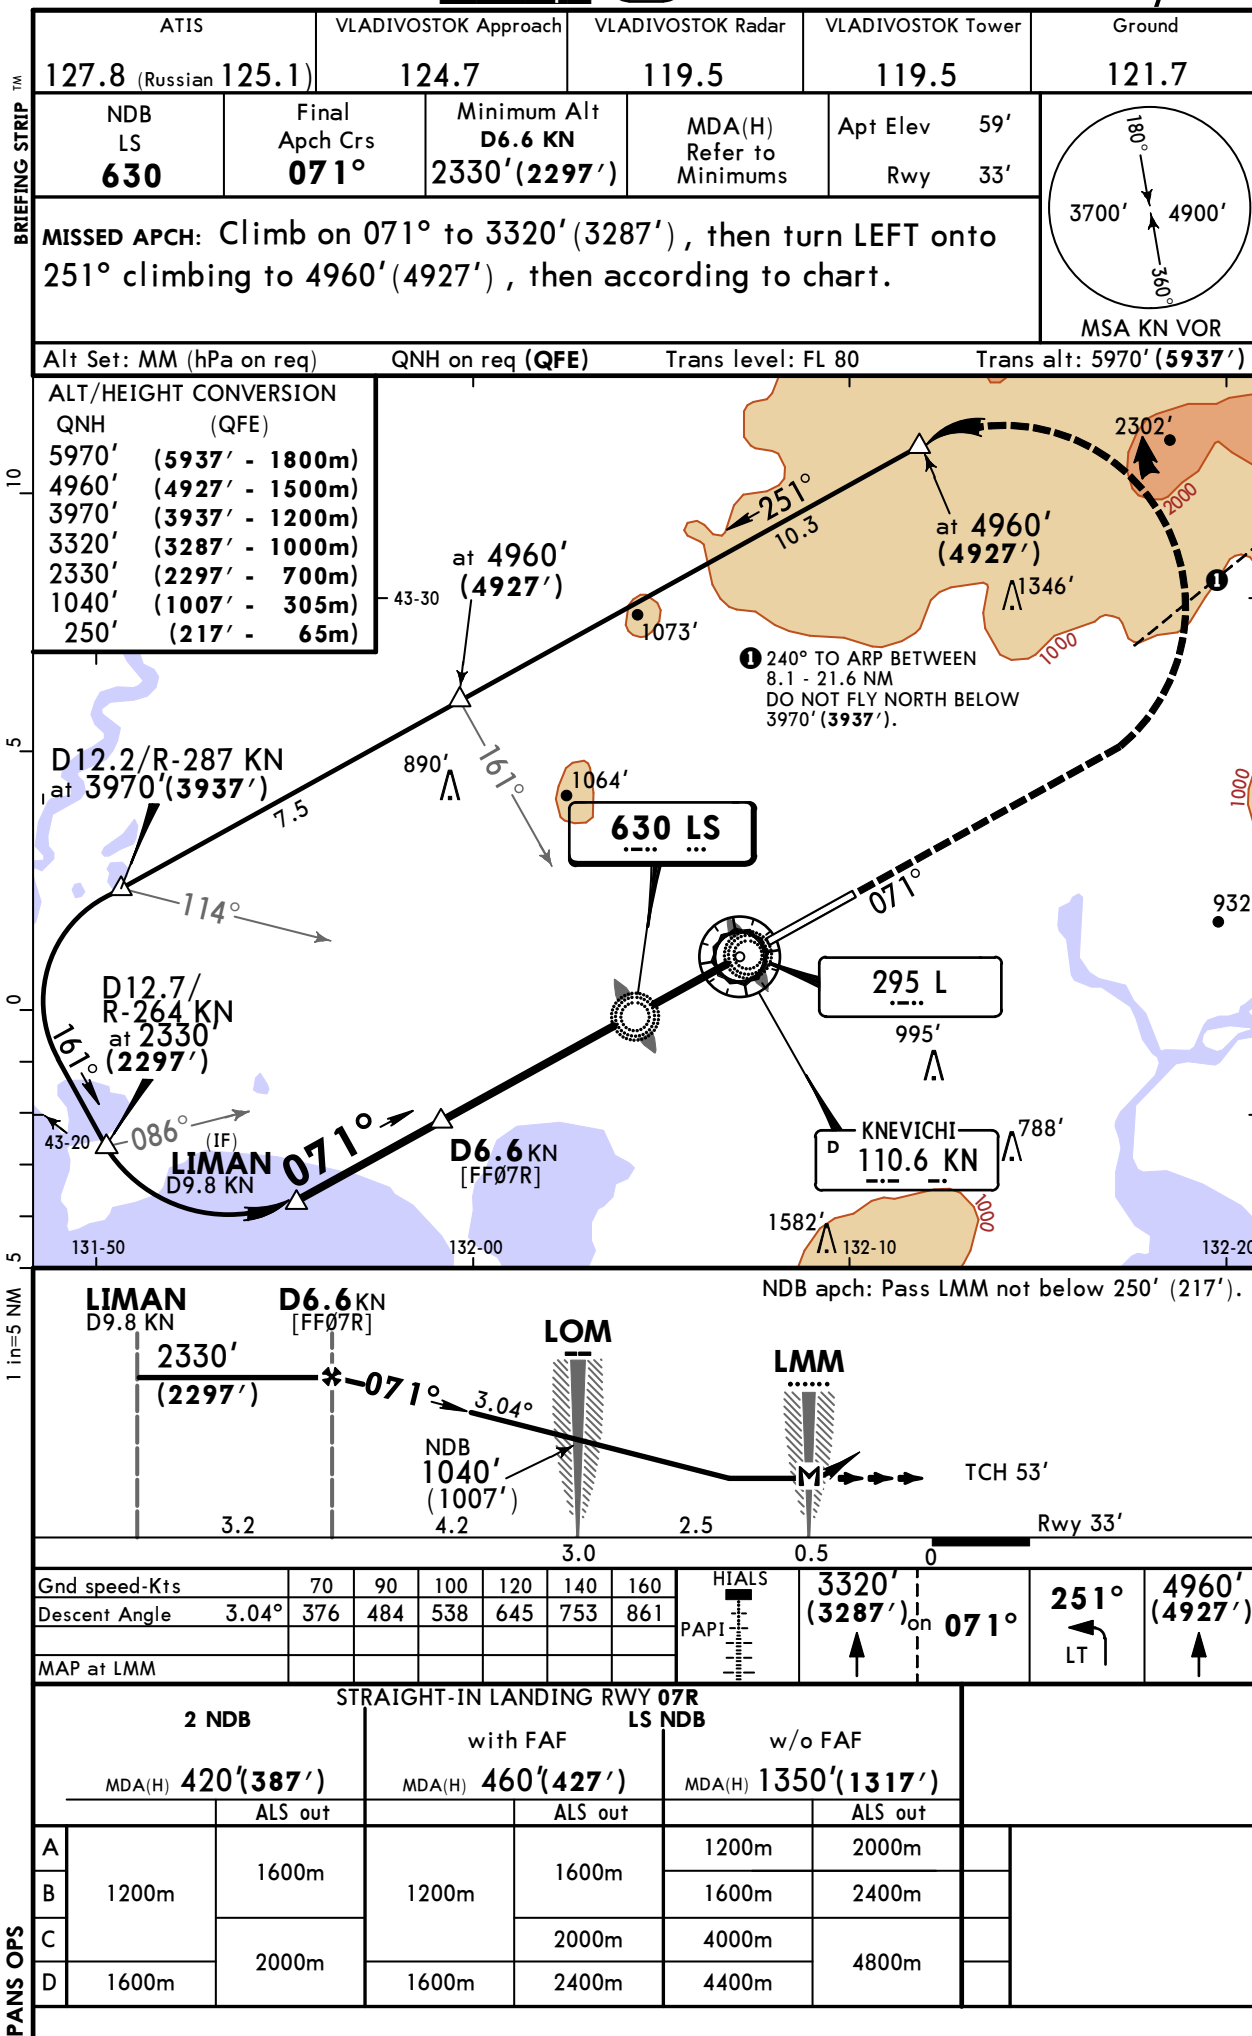 ATIS
VLADIVOSTOK Approach
VLADIVOSTOK Radar
VLADIVOSTOK Tower
Ground
127.8 (Russian 125.1)
124.7
119.5
119.5
121.7
BRIEFING STRIP TM
NDB
LS
630
Final
Apch Crs
071°
Minimum Alt
D6.6 KN
2330'(2297')
MDA(H)
Refer to
Minimums
Apt Elev 59'
Rwy 33'
180°
3700' 4900'
360°
MSA KN VOR
MISSED APCH: Climb on 071° to 3320'(3287'), then turn LEFT onto
251° climbing to 4960'(4927'), then according to chart.
Alt Set: MM (hPa on req) QNH on req (QFE) Trans level: FL 80 Trans alt: 5970'(5937')
ALT/HEIGHT CONVERSION
QNH (QFE)
5970' (5937' - 1800m)
4960' (4927' - 1500m)
3970' (3937' - 1200m)
3320' (3287' - 1000m)
2330' (2297' - 700m)
1040' (1007' - 305m)
250' (217' - 65m)
2302'
2000
251°
10.3
at 4960'
(4927')
at 4960'
(4927')
1346'
1
43-30
1073'
1000
1 240° TO ARP BETWEEN
8.1 - 21.6 NM
DO NOT FLY NORTH BELOW
3970'(3937').
10
5
0
5
1 in=5 NM
D12.2/R-287 KN
at 3970'(3937')
7.5
890'
161°
1064'
1000
630 LS
114°
071°
932
D12.7/
R-264 KN
at 2330'
(2297')
295 L
995'
161°
43-20
086°
(IF)
LIMAN
D9.8 KN
071°
D6.6 KN
[FFØ7R]
KNEVICHI
D 110.6 KN
788'
1582'
1000
131-50
132-00
132-10
132-20
NDB apch: Pass LMM not below 250' (217').
LIMAN
D9.8 KN
D6.6 KN
[FFØ7R]
LOM
LMM
2330'
(2297')
071°
3.04°
NDB
1040'
(1007')
M
TCH 53'
3.2
4.2
2.5
Rwy 33'
3.0
0.5
0
Gnd speed-Kts 70 90 100 120 140 160
Descent Angle 3.04° 376 484 538 645 753 861
MAP at LMM
HIALS
PAPI
3320'
(3287')
on 071°
251°
LT
4960'
(4927')
STRAIGHT-IN LANDING RWY 07R
2 NDB
LS NDB
with FAF
w/o FAF
MDA(H) 420'(387')
MDA(H) 460'(427')
MDA(H) 1350'(1317')
ALS out
ALS out
ALS out
A
B
C
D
1200m
1600m
1600m
2000m
1200m
1600m
1600m
2000m
2400m
1200m
1600m
4000m
4400m
2000m
2400m
4800m
PANS OPS